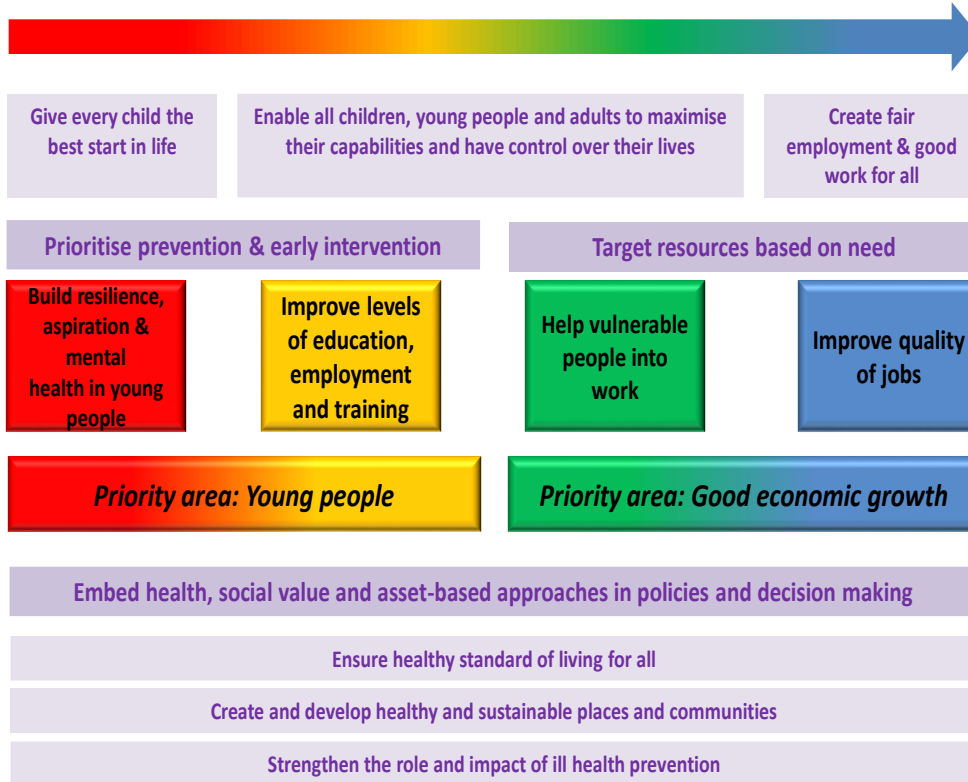 Give every child the
best start in life
Enable all children, young people and adults to maximise
their capabilities and have control over their lives
Create fair
employment & good
work for all
Prioritise prevention & early intervention
Target resources based on need
Build resilience,
aspiration &
mental
health in young
people
Improve levels
of education,
employment
and training
Help vulnerable
people into
work
Improve quality
of jobs
Priority area: Young people
Priority area: Good economic growth
Embed health, social value and asset-based approaches in policies and decision making
Ensure healthy standard of living for all
Create and develop healthy and sustainable places and communities
Strengthen the role and impact of ill health prevention